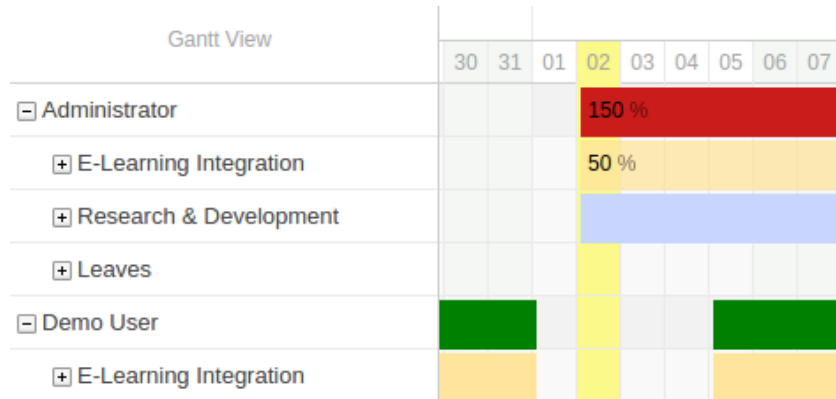 Gantt View
30 31 01 02 03 04 05 06 07
Administrator 150 %
E-Learning Integration 50 %
Research & Development
Leaves
Demo User
E-Learning Integration